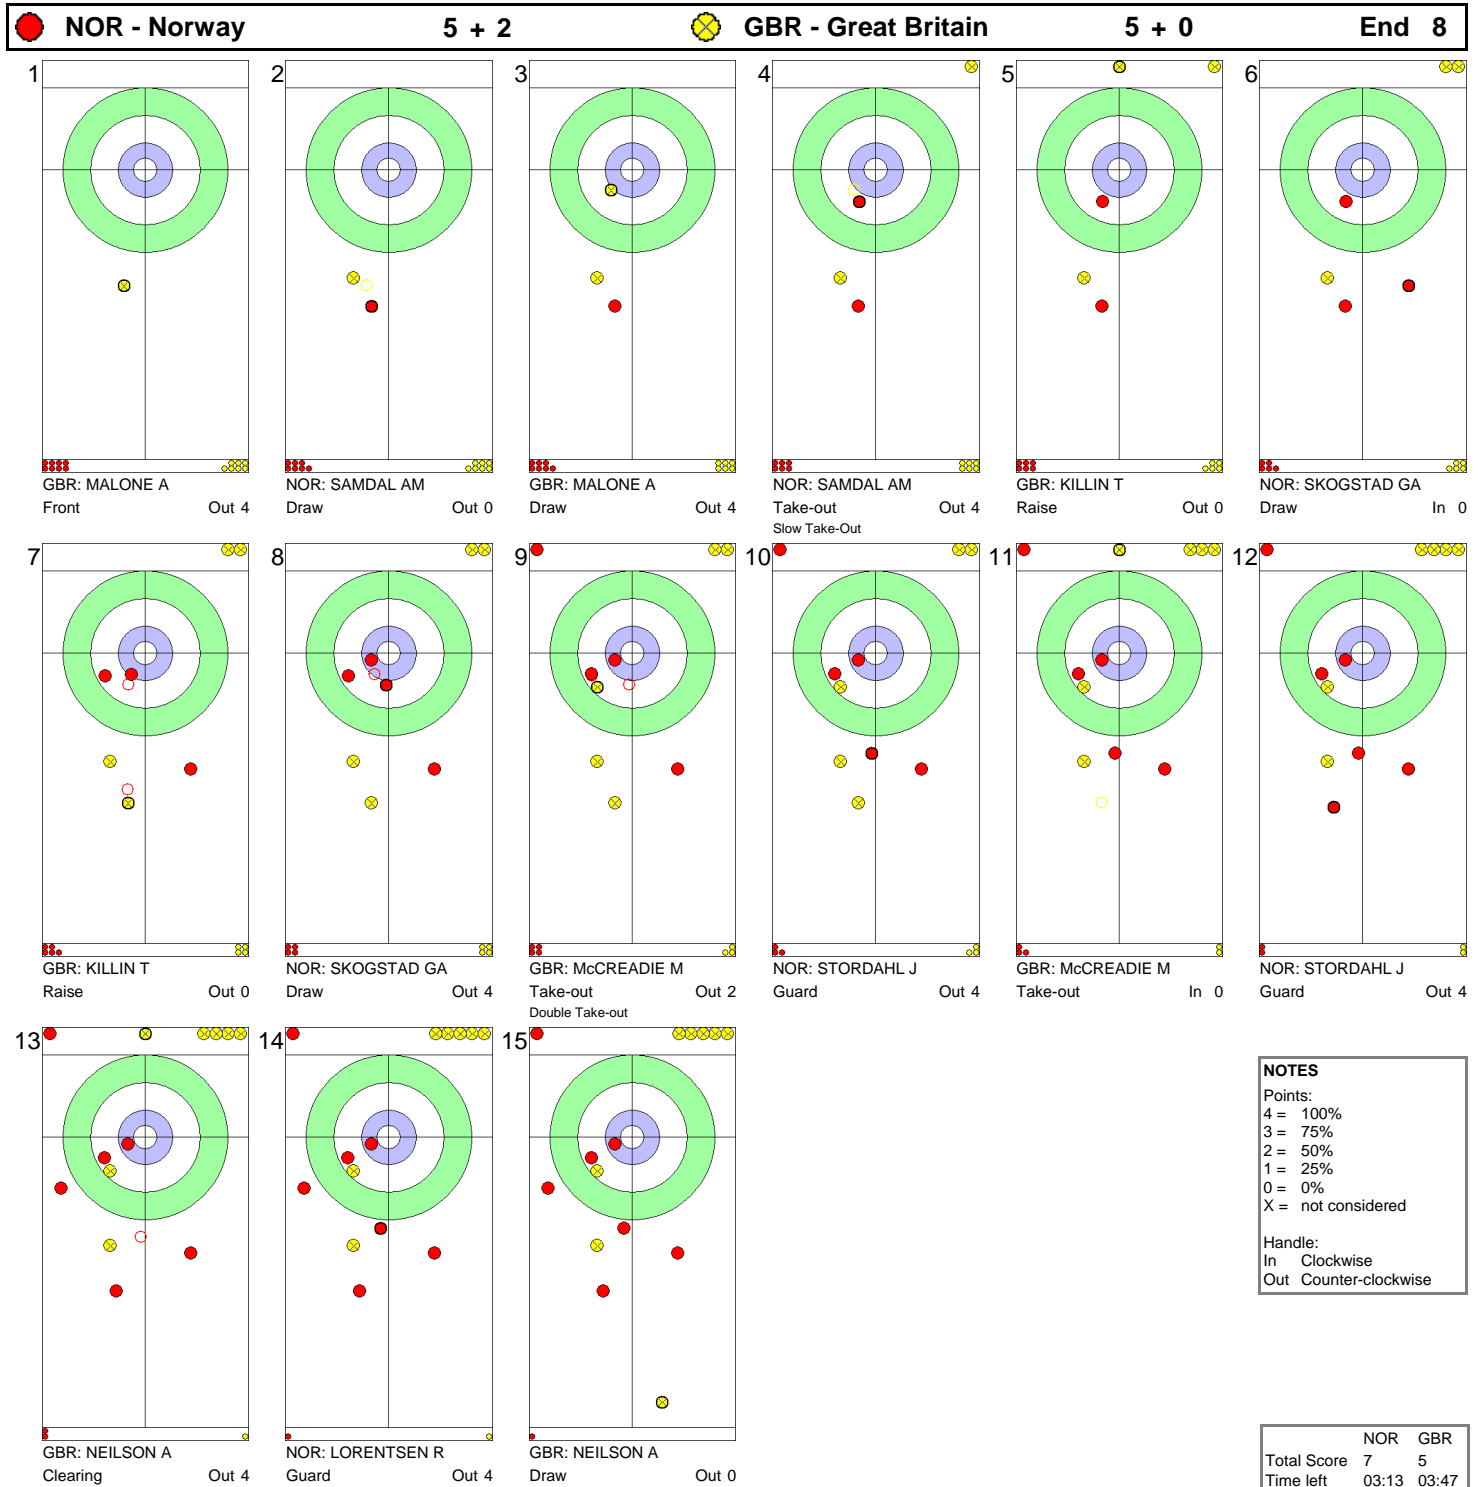 NOR - Norway 5 + 2 GBR - Great Britain 5 + 0 End 8
1 2 3 4 5 6
GBR: MALONE A NOR: SAMDAL AM GBR: MALONE A NOR: SAMDAL AM GBR: KILLIN T NOR: SKOGSTAD GA
Front Out 4 Draw Out 0 Draw Out 4 Take-out Out 4 Raise Out 0 Draw In 0
Slow Take-Out
7 8 9 10 11 12
GBR: KILLIN T NOR: SKOGSTAD GA GBR: McCREADIE M NOR: STORDAHL J GBR: McCREADIE M NOR: STORDAHL J
Raise Out 0 Draw Out 4 Take-out Out 2 Guard Out 4 Take-out In 0 Guard Out 4
Double Take-out
13 14 15
GBR: NEILSON A NOR: LORENTSEN R GBR: NEILSON A
Clearing Out 4 Guard Out 4 Draw Out 0
NOTES
Points:
4 = 100%
3 = 75%
2 = 50%
1 = 25%
0 = 0%
X = not considered
Handle:
In Clockwise
Out Counter-clockwise
NOR GBR
Total Score 7 5
Time left 03:13 03:47